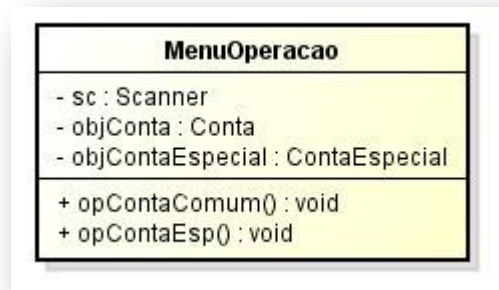 MenuOperacao
- sc : Scanner
- objConta : Conta
- objContaEspecial : ContaEspecial
+ opContaComum() : void
+ opContaEsp() : void